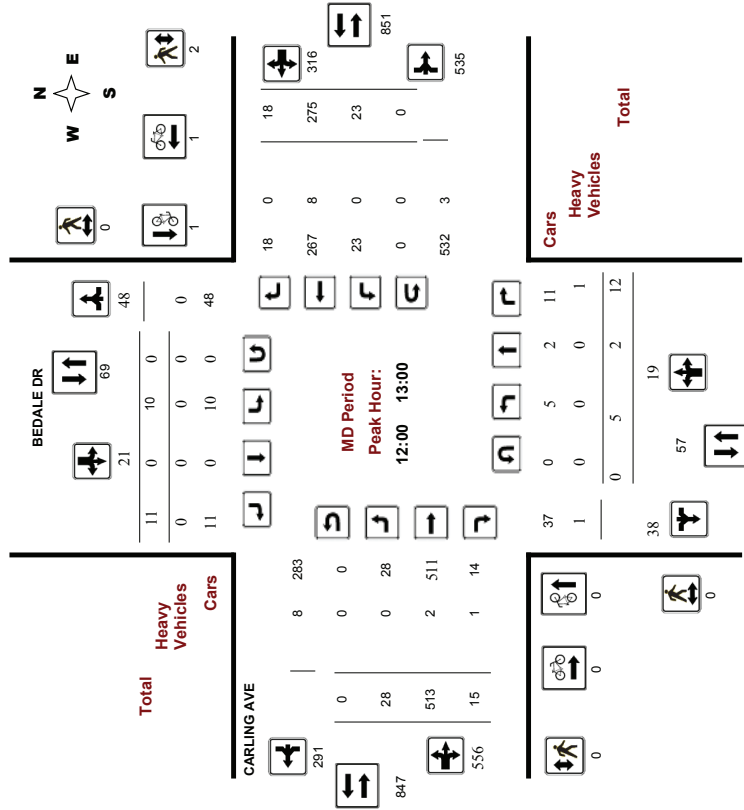 N
W E
S
0
2
1
1
BEDALE DR
69
21
48
11 0 10 0
0 0 0 0 0
11 0 10 0 48
Total
Heavy
Vehicles
Cars
CARLING AVE
8 283
0 0 0
28 0 28
513 2 511
15 1 14
291
847
556
MD Period
Peak Hour:
12:00 13:00
18 0 18
267 8 275
23 0 23
0 0 0
532 3
316
851
535
37 0 5 2 11 Cars
1 0 0 0 1 Heavy
Vehicles
0 5 2 12 Total
38
19
57
0
0
0
0